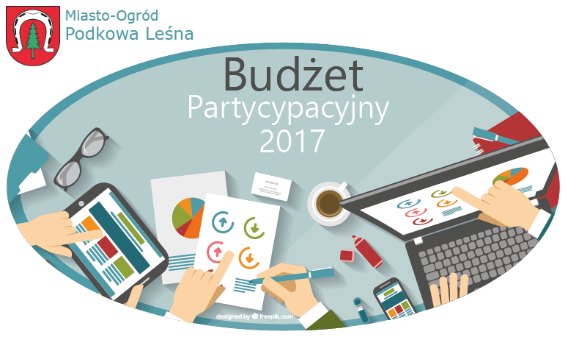 Miasto-Ogród
Podkowa Leśna
Budżet
Partycypacyjny
2017
designed by freepik.com